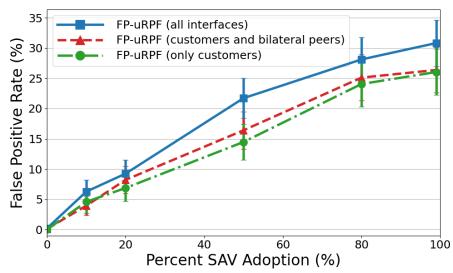 FP-uRPF (all interfaces)
FP-uRPF (customers and bilateral peers)
FP-uRPF (only customers)
False Positive Rate (%)
35
30
25
20
15
10
5
0
0 20 40 60 80 100
Percent SAV Adoption (%)